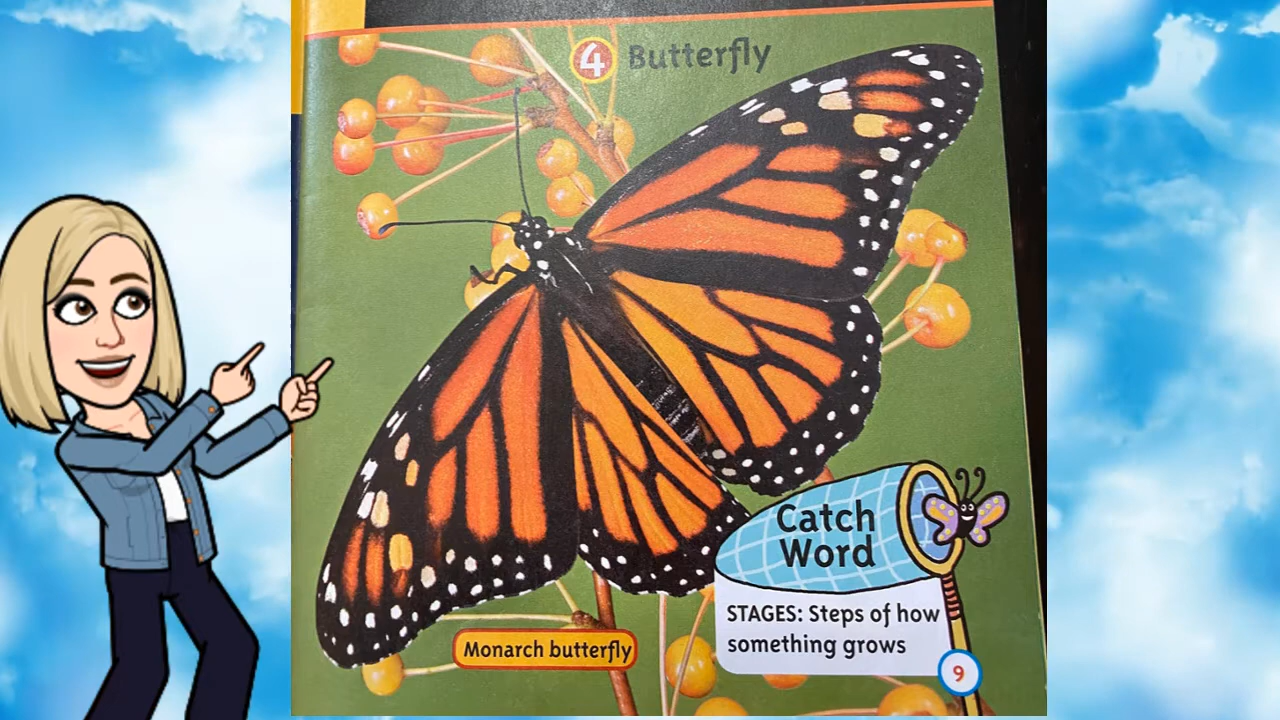 4 Butterfly
Catch
Word
STAGES: Steps of how
something grows
Monarch butterfly
9